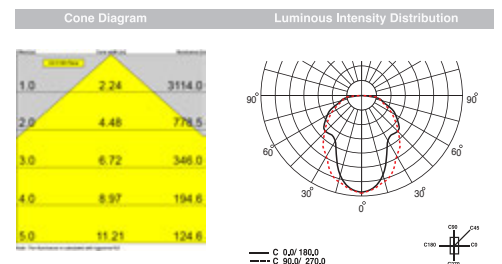 Cone Diagram
Luminous Intensity Distribution
1.0 2.24 3114.0
2.0 4.48 778.5
3.0 6.72 346.0
4.0 8.97 194.6
5.0 11.21 124.6
90° 90°
60° 60°
30° 30°
0°
C 0.0/ 180.0
C 90.0/ 270.0
C90 C45
C180 C0
C270